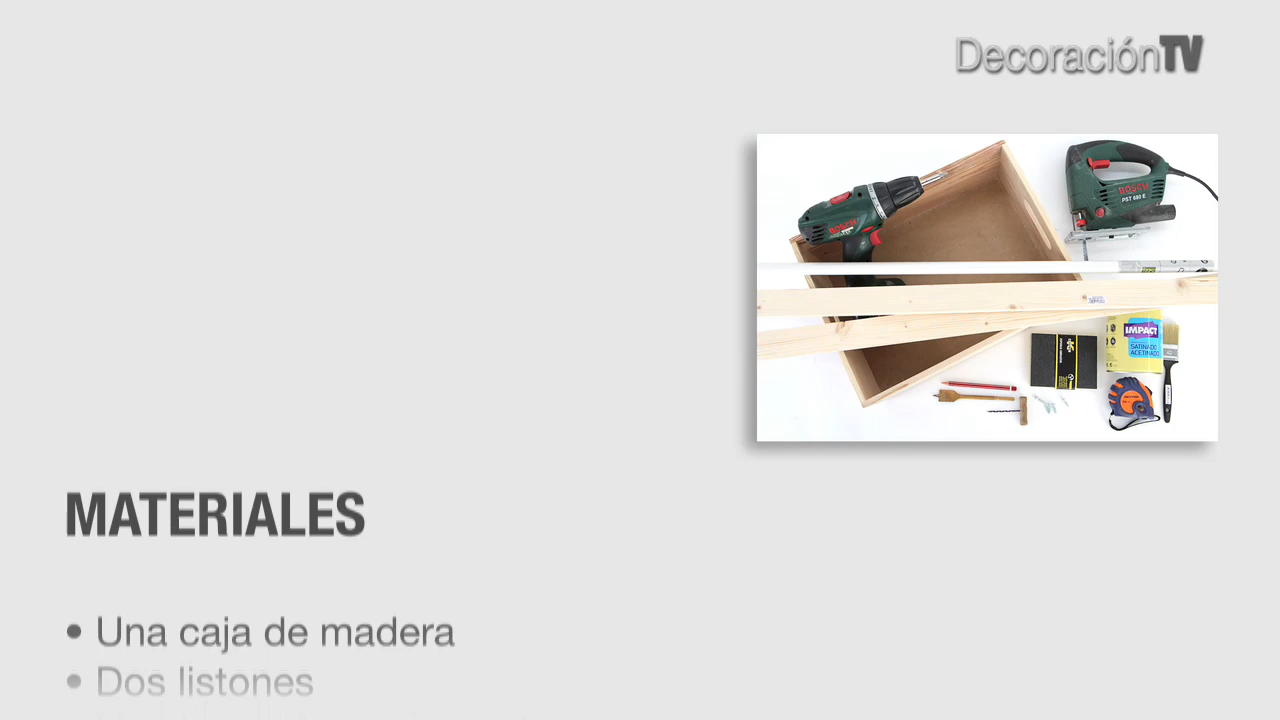 DecoraciónTV
BOSCH
BOSCH
PST 680 E
IMPACT
SATINADO
ACETINADO
MATERIALES
• Una caja de madera
• Dos listones